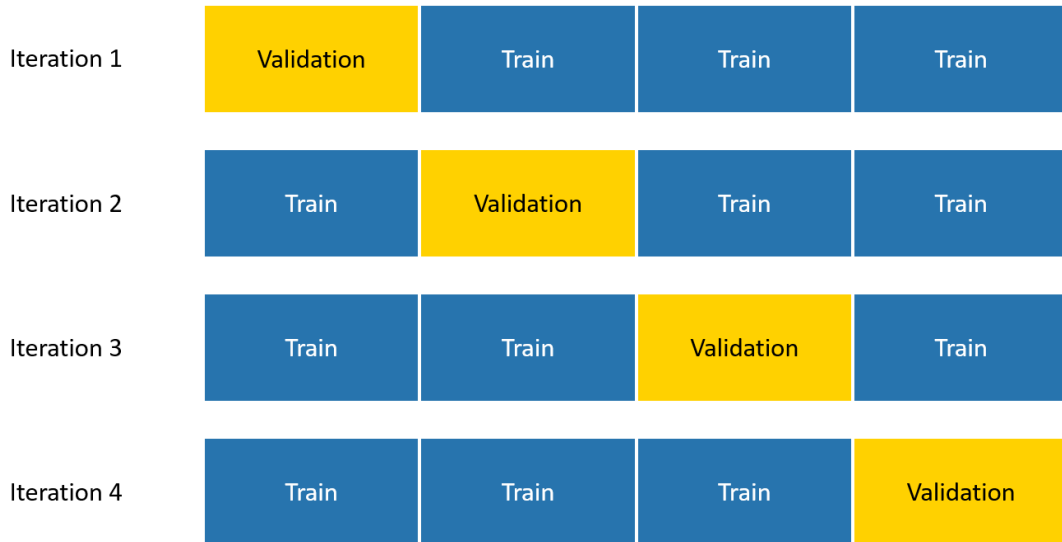 Iteration 1 Validation Train Train Train
Iteration 2 Train Validation Train Train
Iteration 3 Train Train Validation Train
Iteration 4 Train Train Train Validation